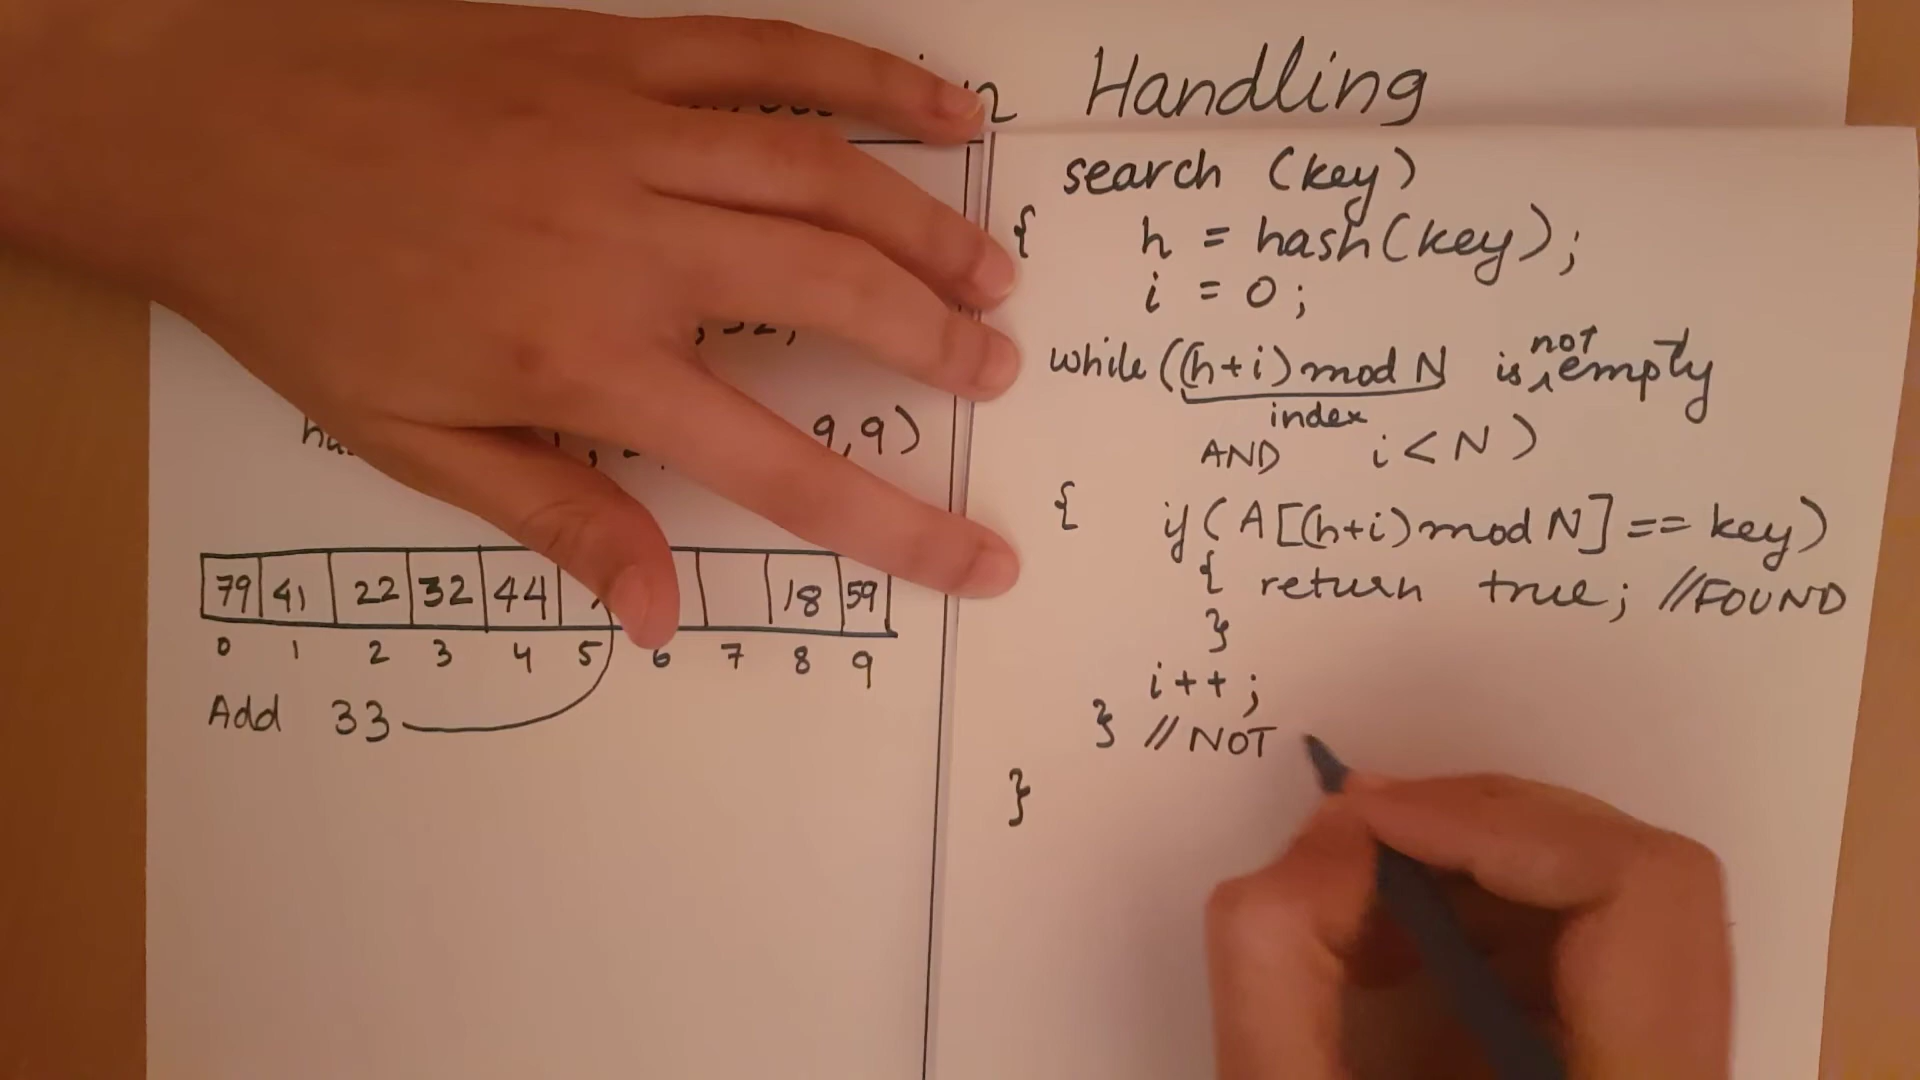 Handling
9,9)
79 41 22 32 44 18 59
0 1 2 3 4 5 6 7 8 9
Add 33
search (key)
{ h = hash(key);
i = 0;
while ((h+i) mod N is not empty
index
AND i < N )
{ if (A[(h+i) mod N] == key)
{ return true; //FOUND
}
i++;
} // NOT
}